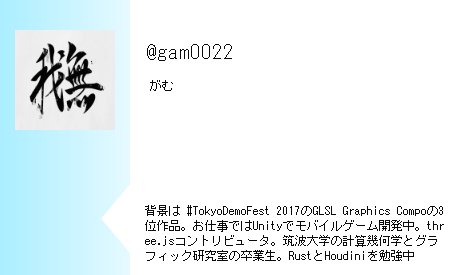 我無
@gam0022
がむ
背景は #TokyoDemoFest 2017のGLSL Graphics Compoの3
位作品。お仕事ではUnityでモバイルゲーム開発中。thr
ee.jsコントリビュータ。筑波大学の計算幾何学とグラ
フィック研究室の卒業生。RustとHoudiniを勉強中